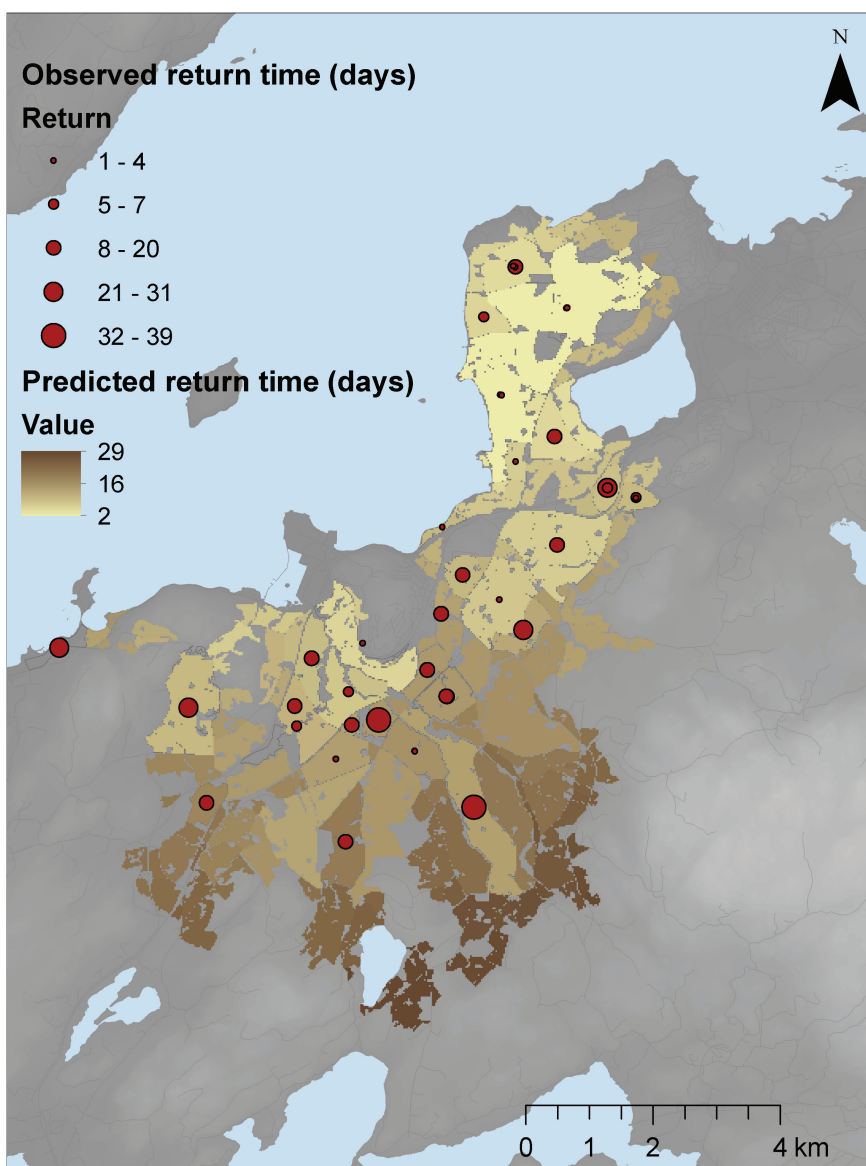 N
Observed return time (days)
Return
1 - 4
5 - 7
8 - 20
21 - 31
32 - 39
Predicted return time (days)
Value
29
16
2
0 1 2 4 km